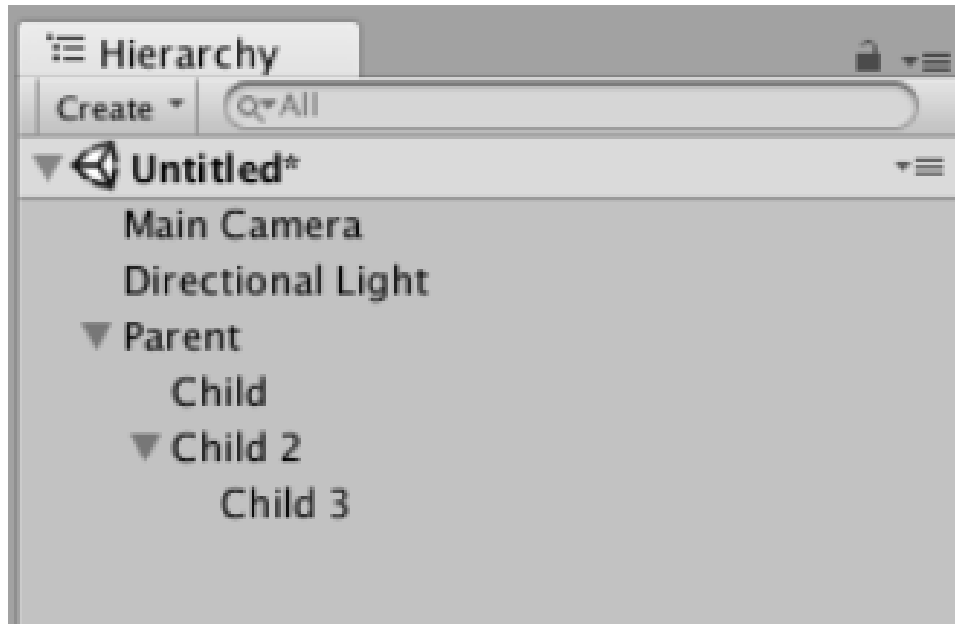 Hierarchy
Create All
Untitled*
Main Camera
Directional Light
Parent
Child
Child 2
Child 3